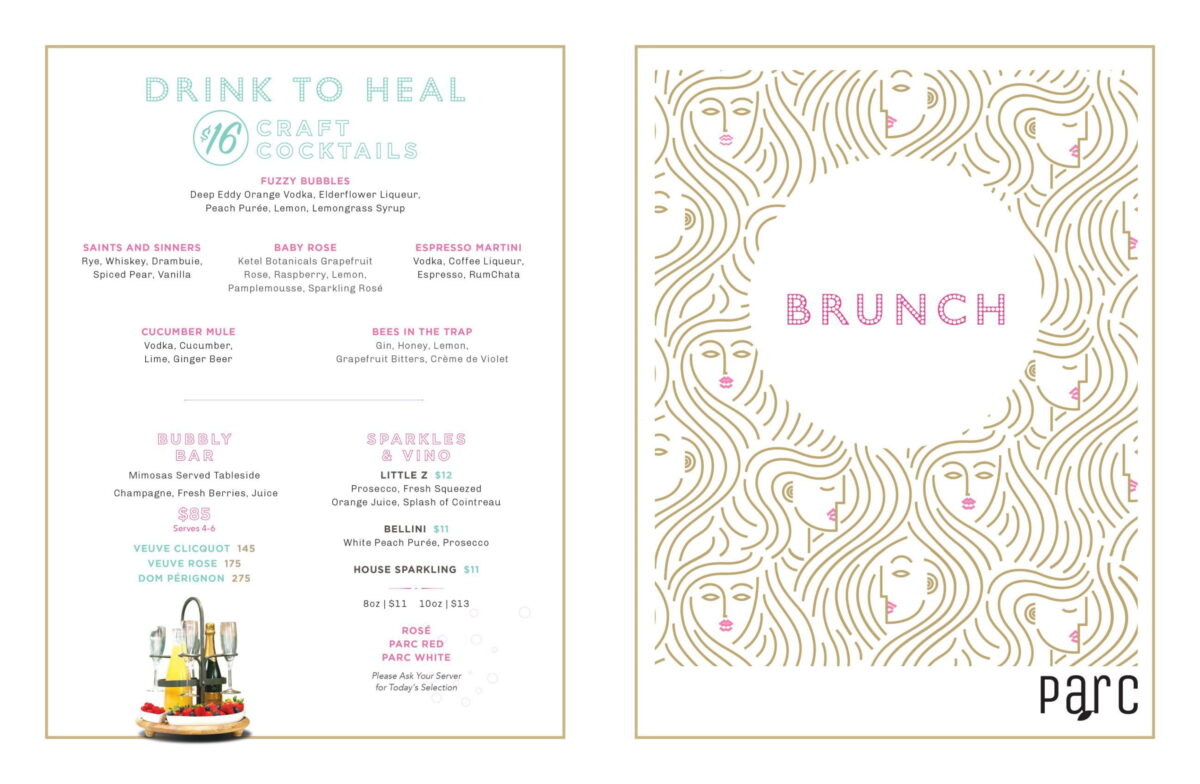 DRINK TO HEAL
$16 CRAFT
COCKTAILS
FUZZY BUBBLES
Deep Eddy Orange Vodka, Elderflower Liqueur,
Peach Purée, Lemon, Lemongrass Syrup
SAINTS AND SINNERS
Rye, Whiskey, Drambuie,
Spiced Pear, Vanilla
BABY ROSE
Ketel Botanicals Grapefruit
Rose, Raspberry, Lemon,
Pamplemousse, Sparkling Rosé
ESPRESSO MARTINI
Vodka, Coffee Liqueur,
Espresso, RumChata
CUCUMBER MULE
Vodka, Cucumber,
Lime, Ginger Beer
BEES IN THE TRAP
Gin, Honey, Lemon,
Grapefruit Bitters, Crème de Violet
BUBBLY
BAR
Mimosas Served Tableside
Champagne, Fresh Berries, Juice
$85
Serves 4-6
VEUVE CLICQUOT 145
VEUVE ROSE 175
DOM PÉRIGNON 275
SPARKLES
& VINO
LITTLE Z $12
Prosecco, Fresh Squeezed
Orange Juice, Splash of Cointreau
BELLINI $11
White Peach Purée, Prosecco
HOUSE SPARKLING $11
8oz | $11 10oz | $13
ROSÉ
PARC RED
PARC WHITE
Please Ask Your Server
for Today's Selection
BRUNCH
parc